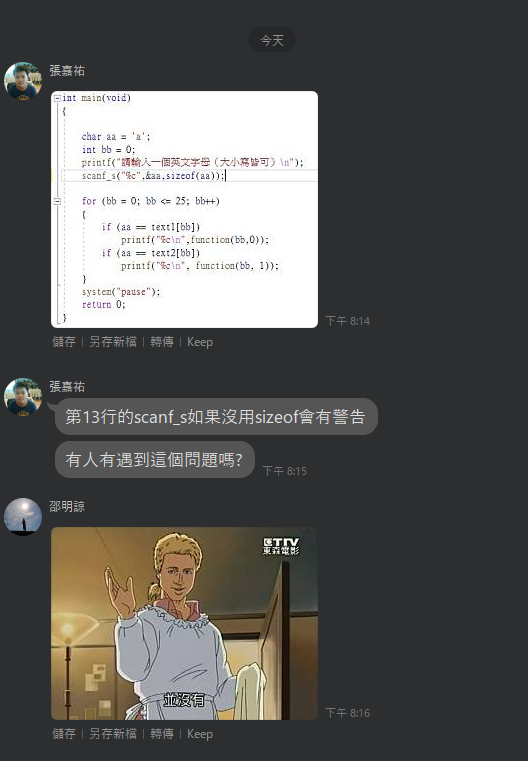 今天
張嘉祐
int main(void)
{
char aa = 'a';
int bb = 0;
printf("請輸入一個英文字母（大小寫皆可）\n");
scanf_s("%c",&aa,sizeof(aa));
for (bb = 0; bb <= 25; bb++)
{
if (aa == text1[bb])
printf("%c\n",function(bb,0));
if (aa == text2[bb])
printf("%c\n", function(bb, 1));
}
system("pause");
return 0;
}
下午 8:14
儲存 | 另存新檔 | 轉傳 | Keep
張嘉祐
第13行的scanf_s如果沒用sizeof會有警告
有人有遇到這個問題嗎?
下午 8:15
邵明諒
ETTV
東森電影
並沒有
下午 8:16
儲存 | 另存新檔 | 轉傳 | Keep